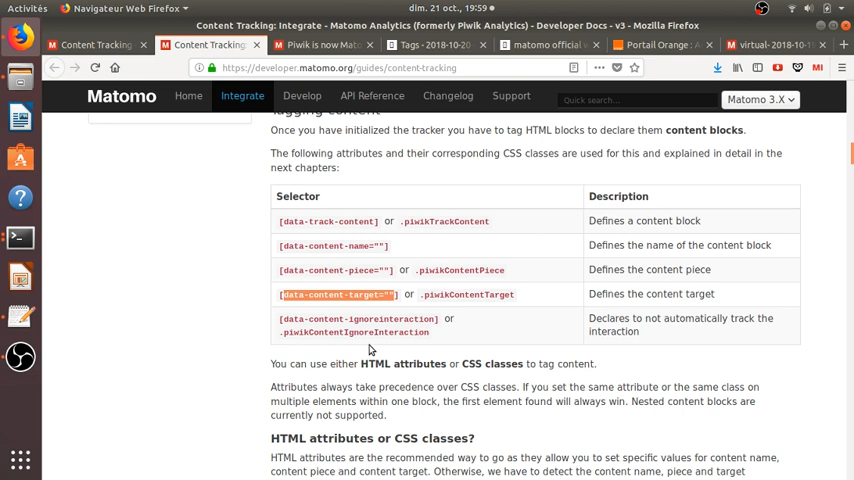 Activités Navigateur Web Firefox dim. 21 oct., 19:59
Content Tracking: Integrate - Matomo Analytics (formerly Piwik Analytics) - Developer Docs - v3 - Mozilla Firefox
Content Tracking Content Tracking: Piwik is now Mato Tags - 2018-10-20 matomo official w Portail Orange : A virtual- 2018-10-1
https://developer.matomo.org/guides/content-tracking
Matomo Home Integrate Develop API Reference Changelog Support Quick search... Matomo 3.X
Tagging content
Once you have initialized the tracker you have to tag HTML blocks to declare them content blocks.
The following attributes and their corresponding CSS classes are used for this and explained in detail in the
next chapters:
Selector Description
[data-track-content] or .piwikTrackContent Defines a content block
[data-content-name=""] Defines the name of the content block
[data-content-piece=""] or .piwikContentPiece Defines the content piece
[data-content-target=""] or .piwikContentTarget Defines the content target
[data-content-ignoreinteraction] or Declares to not automatically track the
.piwikContentIgnoreInteraction interaction
You can use either HTML attributes or CSS classes to tag content.
Attributes always take precedence over CSS classes. If you set the same attribute or the same class on
multiple elements within one block, the first element found will always win. Nested content blocks are
currently not supported.
HTML attributes or CSS classes?
HTML attributes are the recommended way to go as they allow you to set specific values for content name,
content piece and content target. Otherwise, we have to detect the content name, piece and target